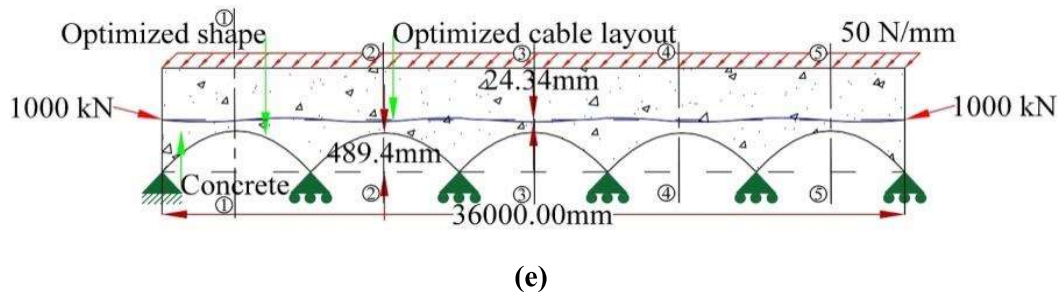 ①
Optimized shape ② Optimized cable layout ③ ④ ⑤ 50 N/mm
24.34mm
1000 kN 1000 kN
489.4mm
Concrete
① ② ③ ④ ⑤
36000.00mm
(e)